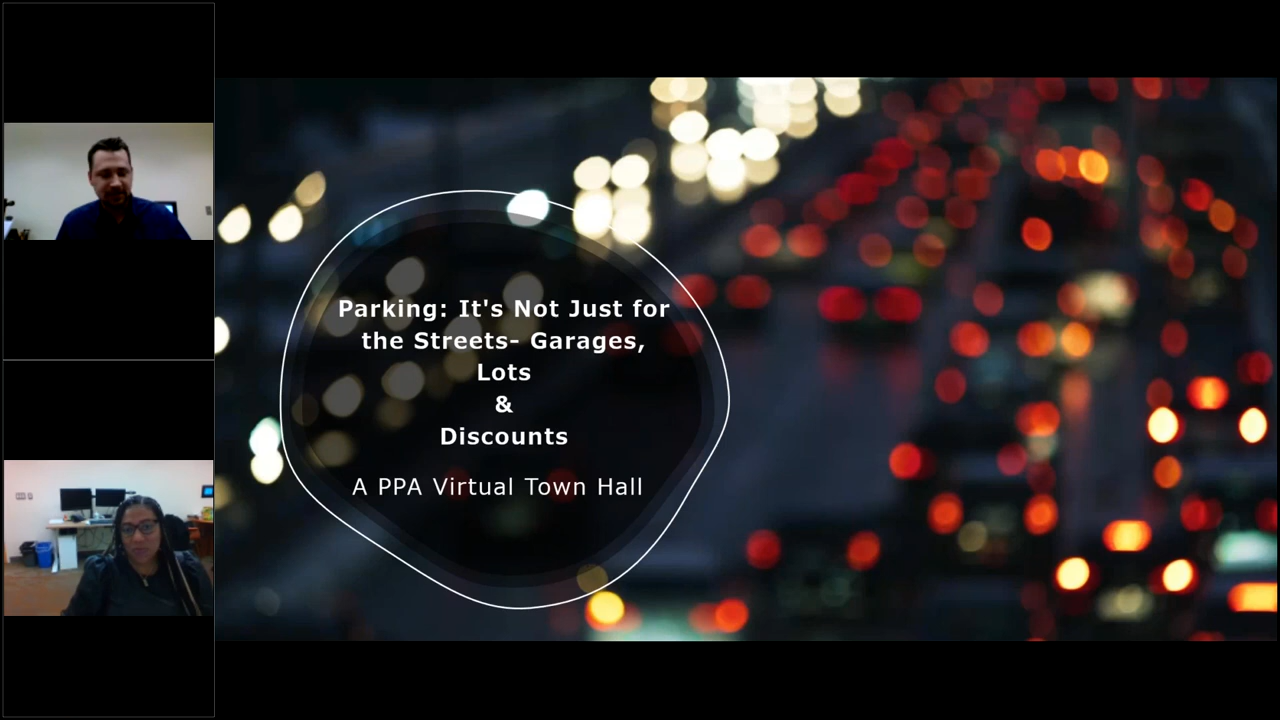 Parking: It's Not Just for
the Streets- Garages,
Lots
&
Discounts
A PPA Virtual Town Hall